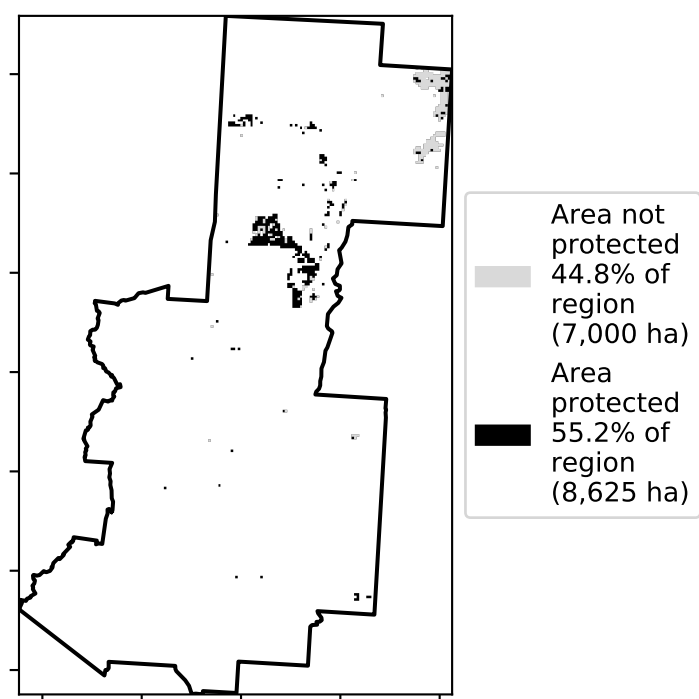 Area not
protected
44.8% of
region
(7,000 ha)
Area
protected
55.2% of
region
(8,625 ha)